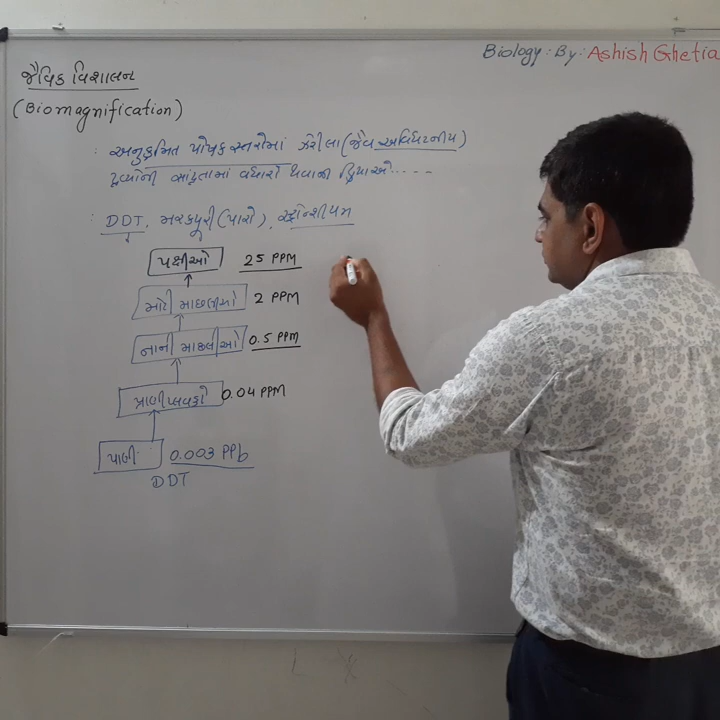 Biology : By : Ashish Ghetia
જૈવિક વિશાલન
(Biomagnification)
: અનુક્રમિત પોષક સ્તરોમાં ઝેરીલા (જૈવ અવિઘટનીય)
દ્રવ્યોની સાંદ્રતામાં વધારો થવાની ક્રિયાઓ.....
: DDT, મરક્યૂરી (પારો), સ્ટ્રોન્શીયમ
પક્ષીઓ 25 PPM
મોટી માછલીઓ 2 PPM
નાની માછલીઓ 0.5 PPM
પ્રાણીપ્લવકો 0.04 PPM
પાણી 0.003 PPb
DDT